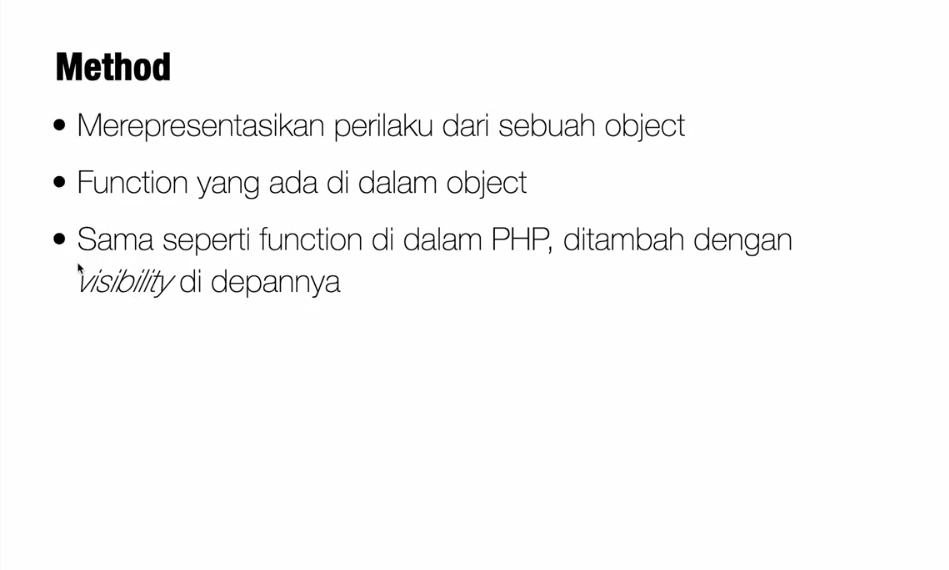 Method
• Merepresentasikan perilaku dari sebuah object
• Function yang ada di dalam object
• Sama seperti function di dalam PHP, ditambah dengan
visibility di depannya